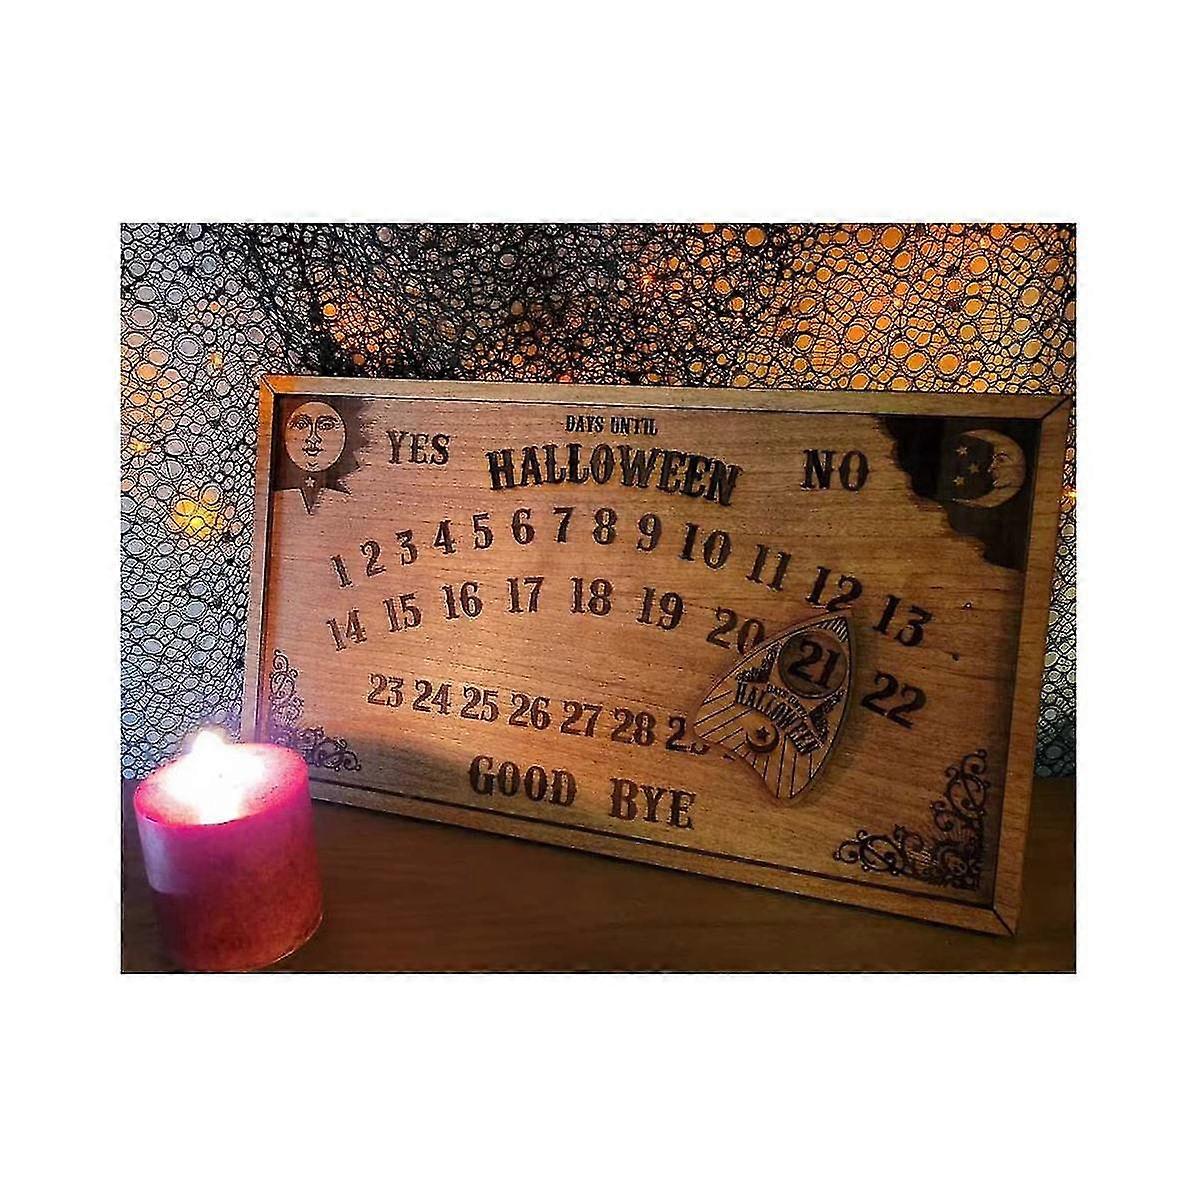 DAYS UNTIL
YES HALLOWEEN NO
1 2 3 4 5 6 7 8 9 10 11 12 13
14 15 16 17 18 19 20 21 22
23 24 25 26 27 28
HALLOWEEN
GOOD BYE